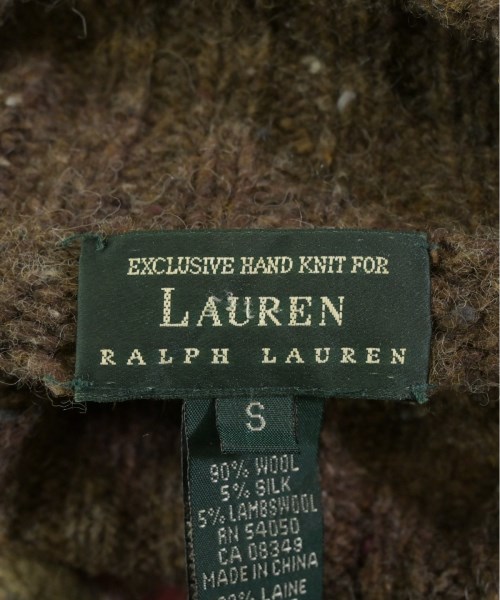 EXCLUSIVE HAND KNIT FOR
LAUREN
RALPH LAUREN
S
90% WOOL
5% SILK
5% LAMBSWOOL
RN 54050
CA 08349
MADE IN CHINA
LAINE